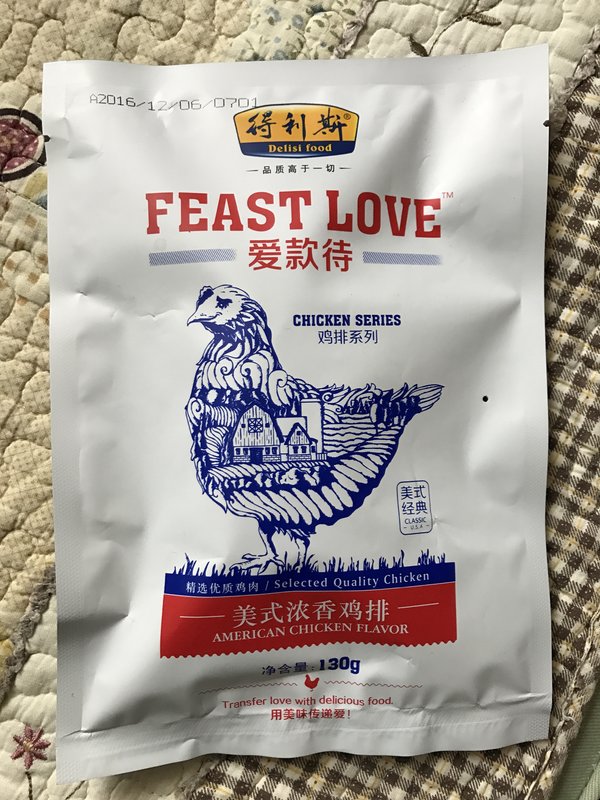 A2016/12/06/0701
得利斯®
Delisi food
品质高于一切
FEAST LOVE™
爱款待
CHICKEN SERIES
鸡排系列
美式
经典
CLASSIC
U.S.A
精选优质鸡肉 / Selected Quality Chicken
美式浓香鸡排
AMERICAN CHICKEN FLAVOR
净含量:130g
Transfer love with delicious food.
用美味传递爱!